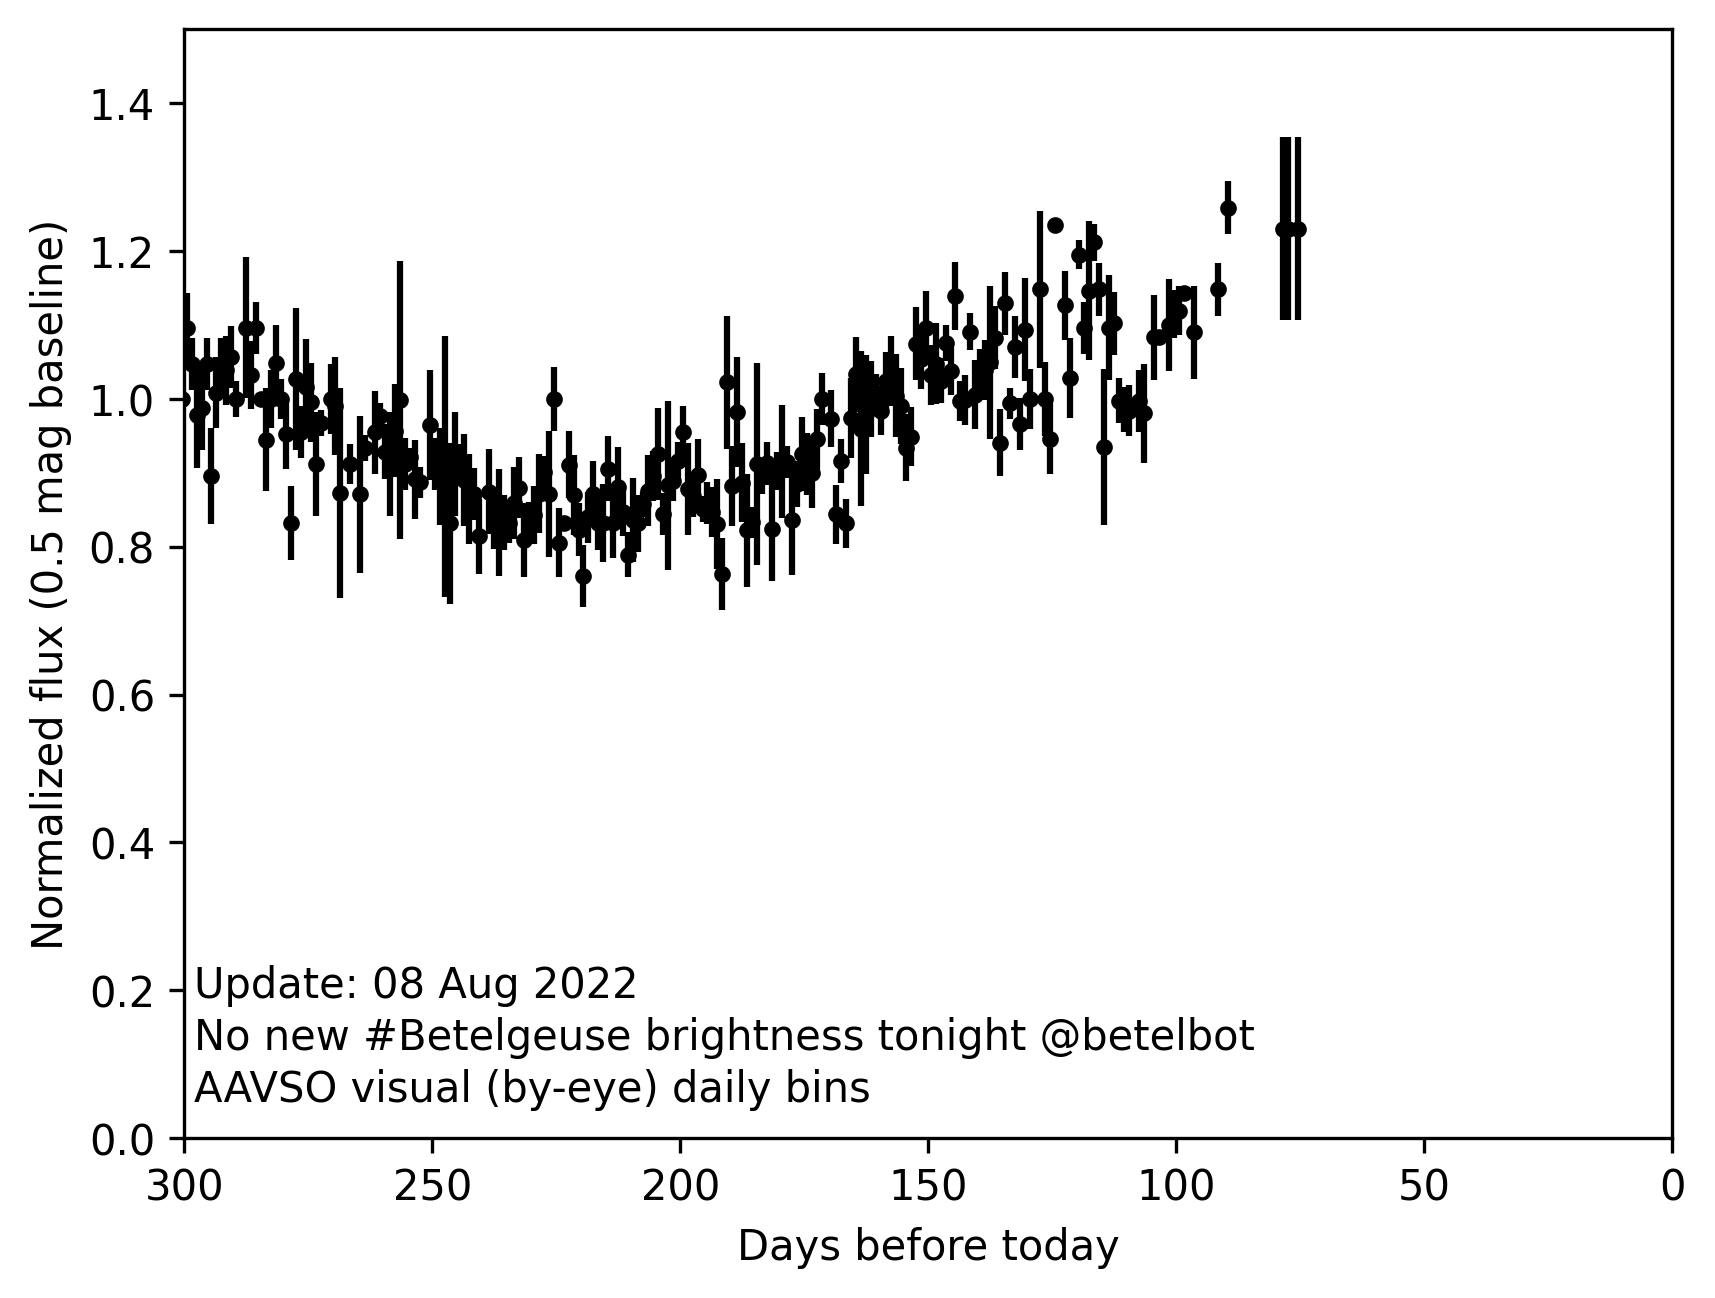 1.4
1.2
1.0
0.8
0.6
0.4
0.2
0.0
Normalized flux (0.5 mag baseline)
Update: 08 Aug 2022
No new #Betelgeuse brightness tonight @betelbot
AAVSO visual (by-eye) daily bins
300 250 200 150 100 50 0
Days before today